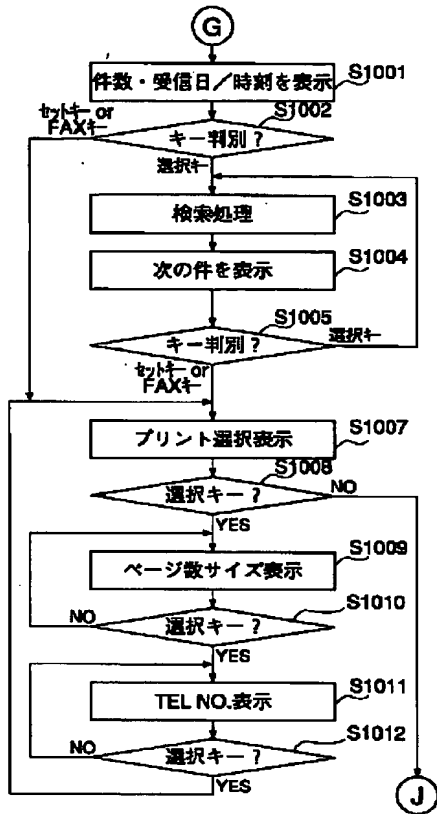 G
件数・受信日／時刻を表示
S1001
セットキー or
FAXキー
S1002
キー判別？
選択キー
検索処理
S1003
次の件を表示
S1004
S1005
キー判別？
選択キー
セットキー or
FAXキー
プリント選択表示
S1007
S1008
選択キー？
NO
YES
ページ数サイズ表示
S1009
S1010
選択キー？
NO
YES
TEL NO.表示
S1011
S1012
選択キー？
NO
YES
J